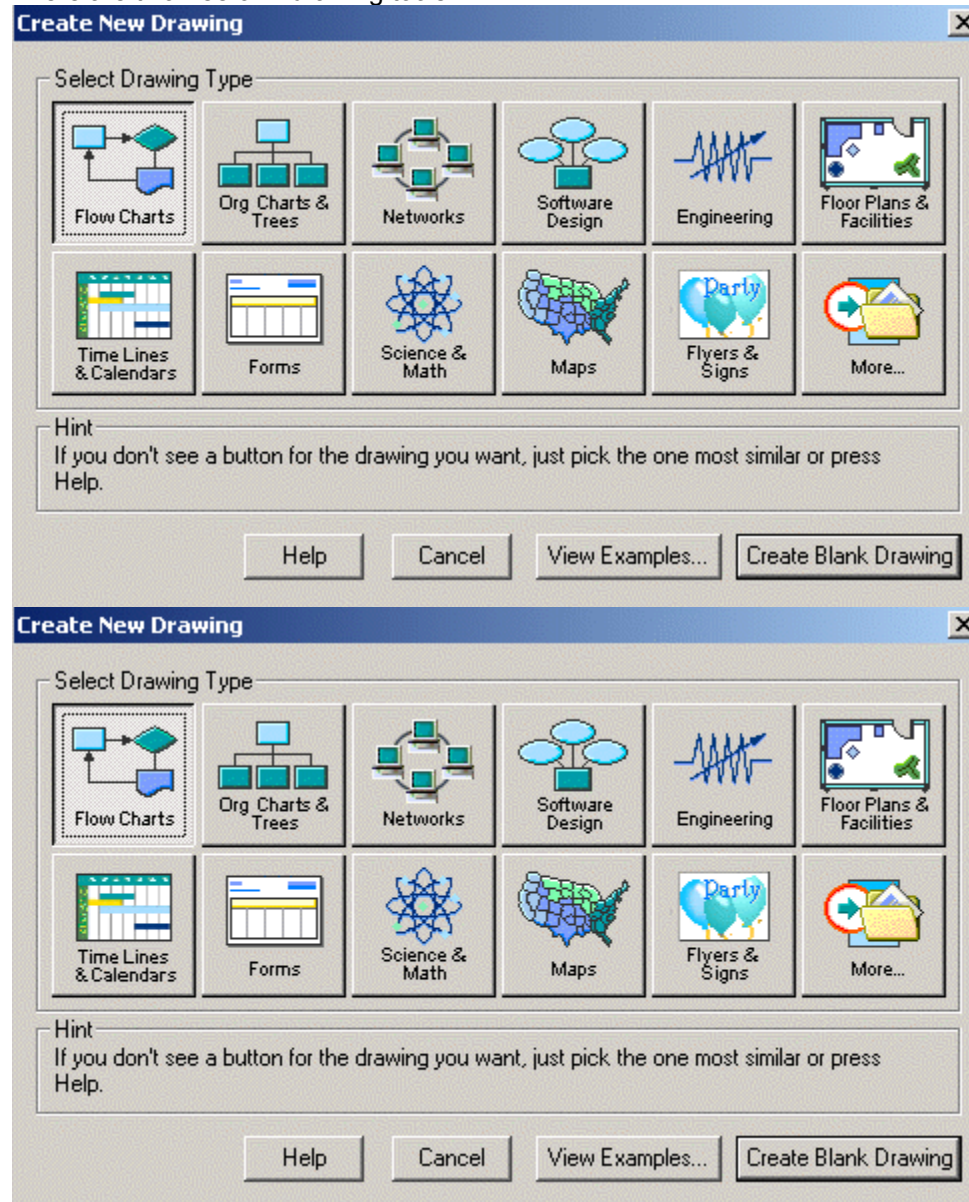 Create New Drawing
Select Drawing Type
Flow Charts
Org Charts &
Trees
Networks
Software
Design
Engineering
Floor Plans &
Facilities
Time Lines
& Calendars
Forms
Science &
Math
Maps
Party
Flyers &
Signs
More...
Hint
If you don't see a button for the drawing you want, just pick the one most similar or press
Help.
Help
Cancel
View Examples...
Create Blank Drawing
Create New Drawing
Select Drawing Type
Flow Charts
Org Charts &
Trees
Networks
Software
Design
Engineering
Floor Plans &
Facilities
Time Lines
& Calendars
Forms
Science &
Math
Maps
Party
Flyers &
Signs
More...
Hint
If you don't see a button for the drawing you want, just pick the one most similar or press
Help.
Help
Cancel
View Examples...
Create Blank Drawing